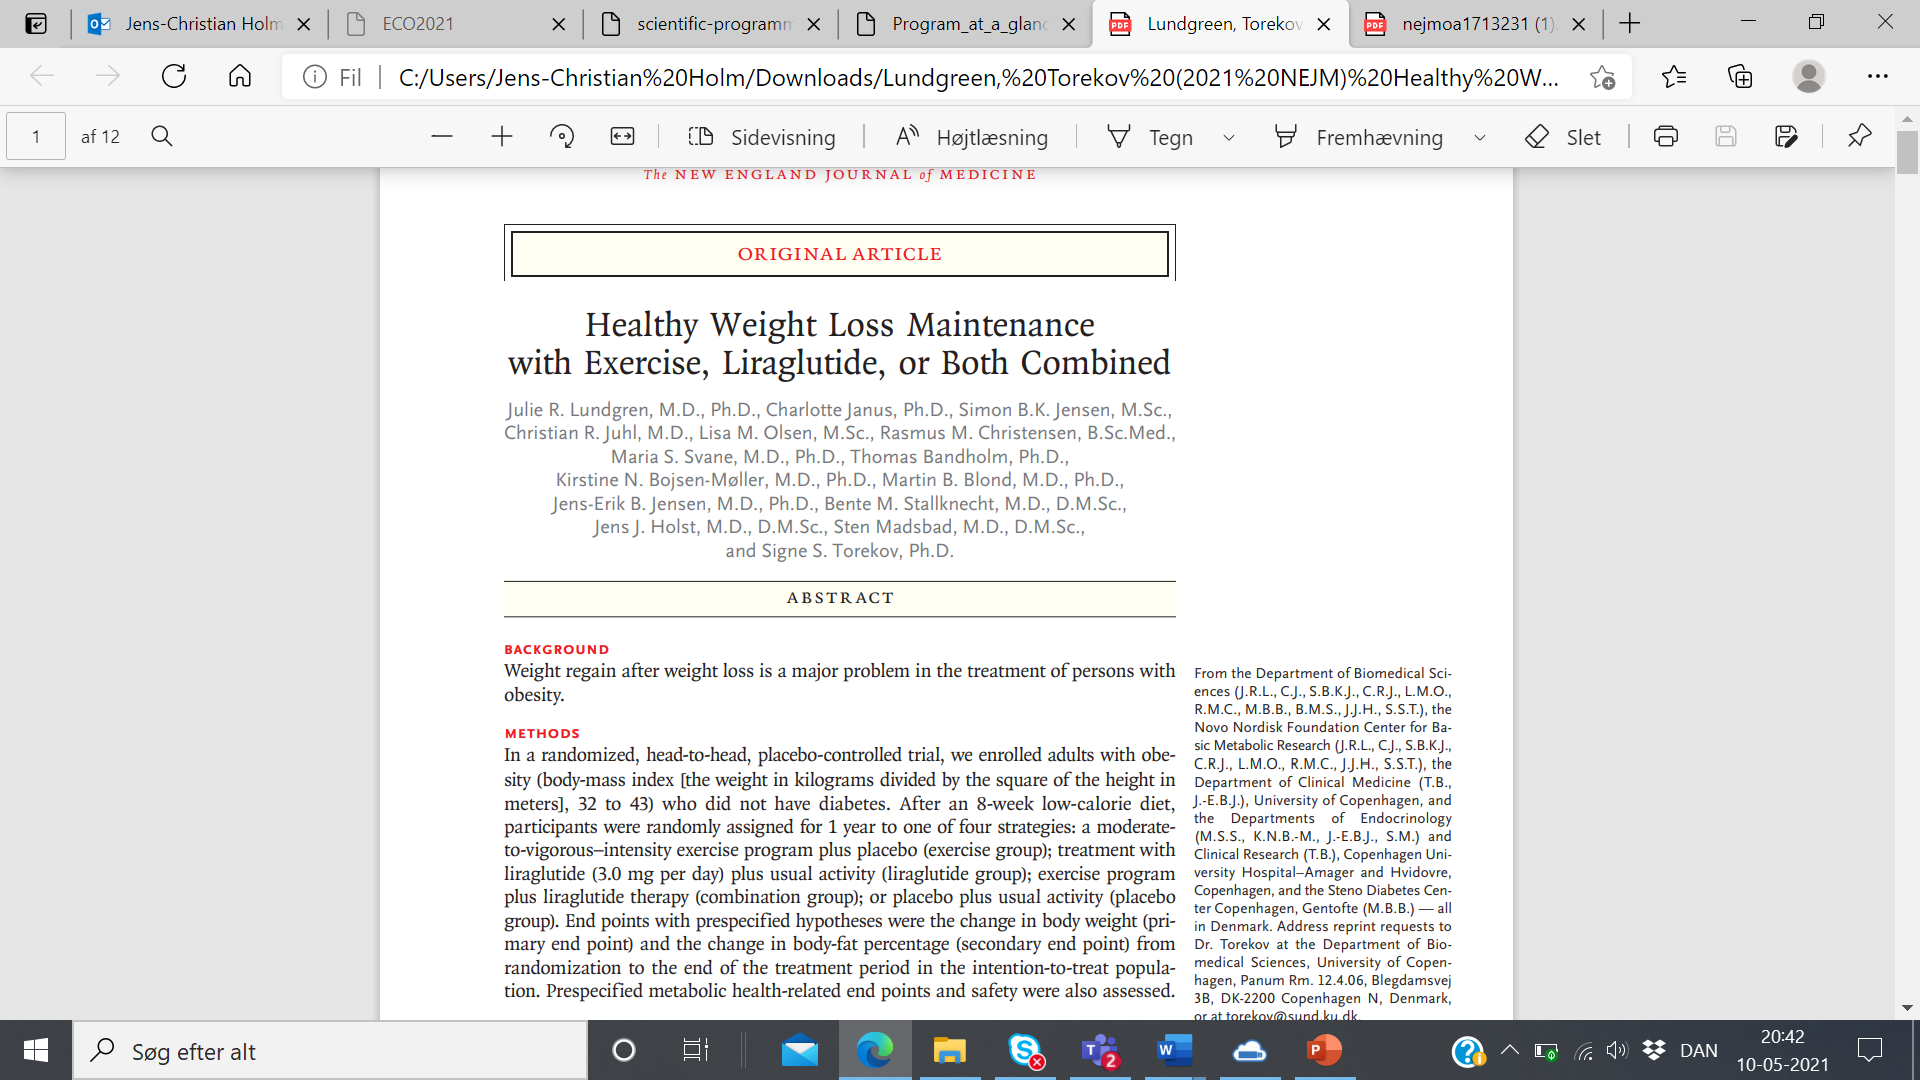 Jens-Christian Holm
ECO2021
scientific-programm
Program_at_a_glanc
Lundgreen, Torekov
nejmoa1713231 (1).
Fil
C:/Users/Jens-Christian%20Holm/Downloads/Lundgreen,%20Torekov%20(2021%20NEJM)%20Healthy%20W...
1
af 12
Sidevisning
Højtlæsning
Tegn
Fremhævning
Slet
The NEW ENGLAND JOURNAL of MEDICINE
ORIGINAL ARTICLE
Healthy Weight Loss Maintenance
with Exercise, Liraglutide, or Both Combined
Julie R. Lundgren, M.D., Ph.D., Charlotte Janus, Ph.D., Simon B.K. Jensen, M.Sc.,
Christian R. Juhl, M.D., Lisa M. Olsen, M.Sc., Rasmus M. Christensen, B.Sc.Med.,
Maria S. Svane, M.D., Ph.D., Thomas Bandholm, Ph.D.,
Kirstine N. Bojsen-Møller, M.D., Ph.D., Martin B. Blond, M.D., Ph.D.,
Jens-Erik B. Jensen, M.D., Ph.D., Bente M. Stallknecht, M.D., D.M.Sc.,
Jens J. Holst, M.D., D.M.Sc., Sten Madsbad, M.D., D.M.Sc.,
and Signe S. Torekov, Ph.D.
ABSTRACT
BACKGROUND
Weight regain after weight loss is a major problem in the treatment of persons with
obesity.
METHODS
In a randomized, head-to-head, placebo-controlled trial, we enrolled adults with obe-
sity (body-mass index [the weight in kilograms divided by the square of the height in
meters], 32 to 43) who did not have diabetes. After an 8-week low-calorie diet,
participants were randomly assigned for 1 year to one of four strategies: a moderate-
to-vigorous–intensity exercise program plus placebo (exercise group); treatment with
liraglutide (3.0 mg per day) plus usual activity (liraglutide group); exercise program
plus liraglutide therapy (combination group); or placebo plus usual activity (placebo
group). End points with prespecified hypotheses were the change in body weight (pri-
mary end point) and the change in body-fat percentage (secondary end point) from
randomization to the end of the treatment period in the intention-to-treat popula-
tion. Prespecified metabolic health-related end points and safety were also assessed.
From the Department of Biomedical Sci-
ences (J.R.L., C.J., S.B.K.J., C.R.J., L.M.O.,
R.M.C., M.B.B., B.M.S., J.J.H., S.S.T.), the
Novo Nordisk Foundation Center for Ba-
sic Metabolic Research (J.R.L., C.J., S.B.K.J.,
C.R.J., L.M.O., R.M.C., J.J.H., S.S.T.), the
Department of Clinical Medicine (T.B.,
J.-E.B.J.), University of Copenhagen, and
the Departments of Endocrinology
(M.S.S., K.N.B.-M., J.-E.B.J., S.M.) and
Clinical Research (T.B.), Copenhagen Uni-
versity Hospital–Amager and Hvidovre,
Copenhagen, and the Steno Diabetes Cen-
ter Copenhagen, Gentofte (M.B.B.) — all
in Denmark. Address reprint requests to
Dr. Torekov at the Department of Bio-
medical Sciences, University of Copen-
hagen, Panum Rm. 12.4.06, Blegdamsvej
3B, DK-2200 Copenhagen N, Denmark,
or at torekov@sund.ku.dk.
Søg efter alt
2
DAN
20:42
10-05-2021